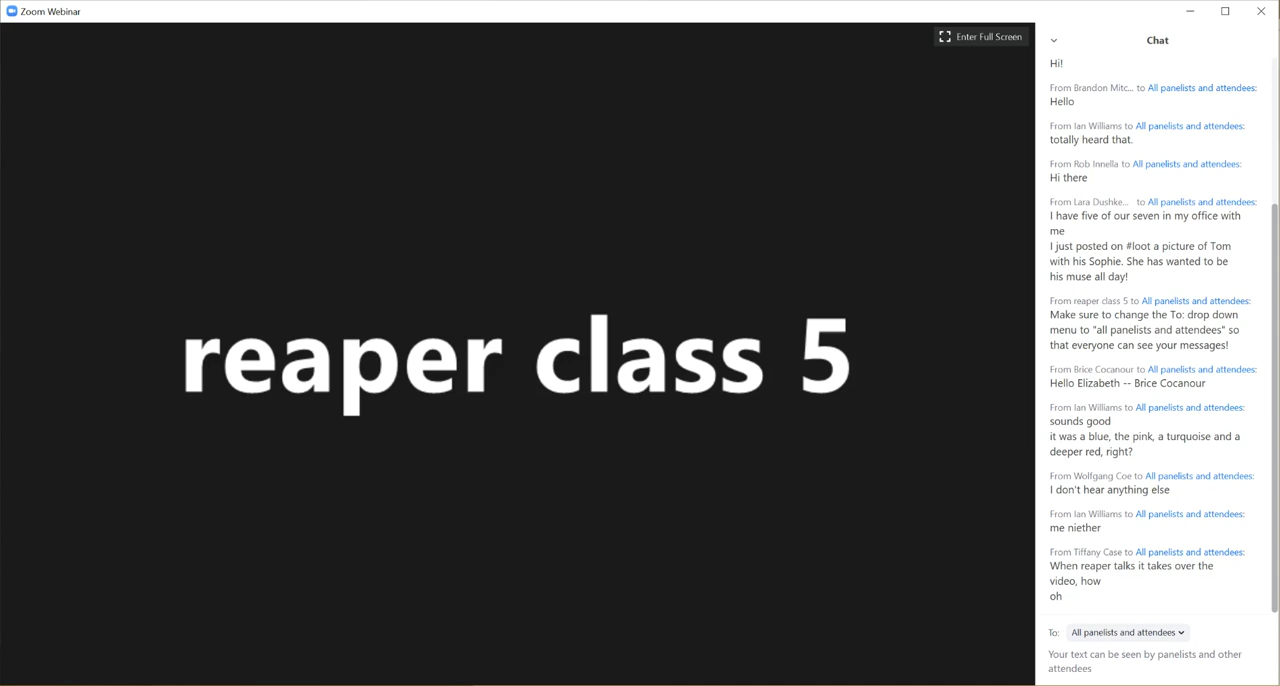 Zoom Webinar
Enter Full Screen
reaper class 5
Chat
Hi!
From Brandon Mitc... to All panelists and attendees:
Hello
From Ian Williams to All panelists and attendees:
totally heard that.
From Rob Innella to All panelists and attendees:
Hi there
From Lara Dushke... to All panelists and attendees:
I have five of our seven in my office with
me
I just posted on #loot a picture of Tom
with his Sophie. She has wanted to be
his muse all day!
From reaper class 5 to All panelists and attendees:
Make sure to change the To: drop down
menu to "all panelists and attendees" so
that everyone can see your messages!
From Brice Cocanour to All panelists and attendees:
Hello Elizabeth -- Brice Cocanour
From Ian Williams to All panelists and attendees:
sounds good
it was a blue, the pink, a turquoise and a
deeper red, right?
From Wolfgang Coe to All panelists and attendees:
I don't hear anything else
From Ian Williams to All panelists and attendees:
me niether
From Tiffany Case to All panelists and attendees:
When reaper talks it takes over the
video, how
oh
To: All panelists and attendees
Your text can be seen by panelists and other
attendees